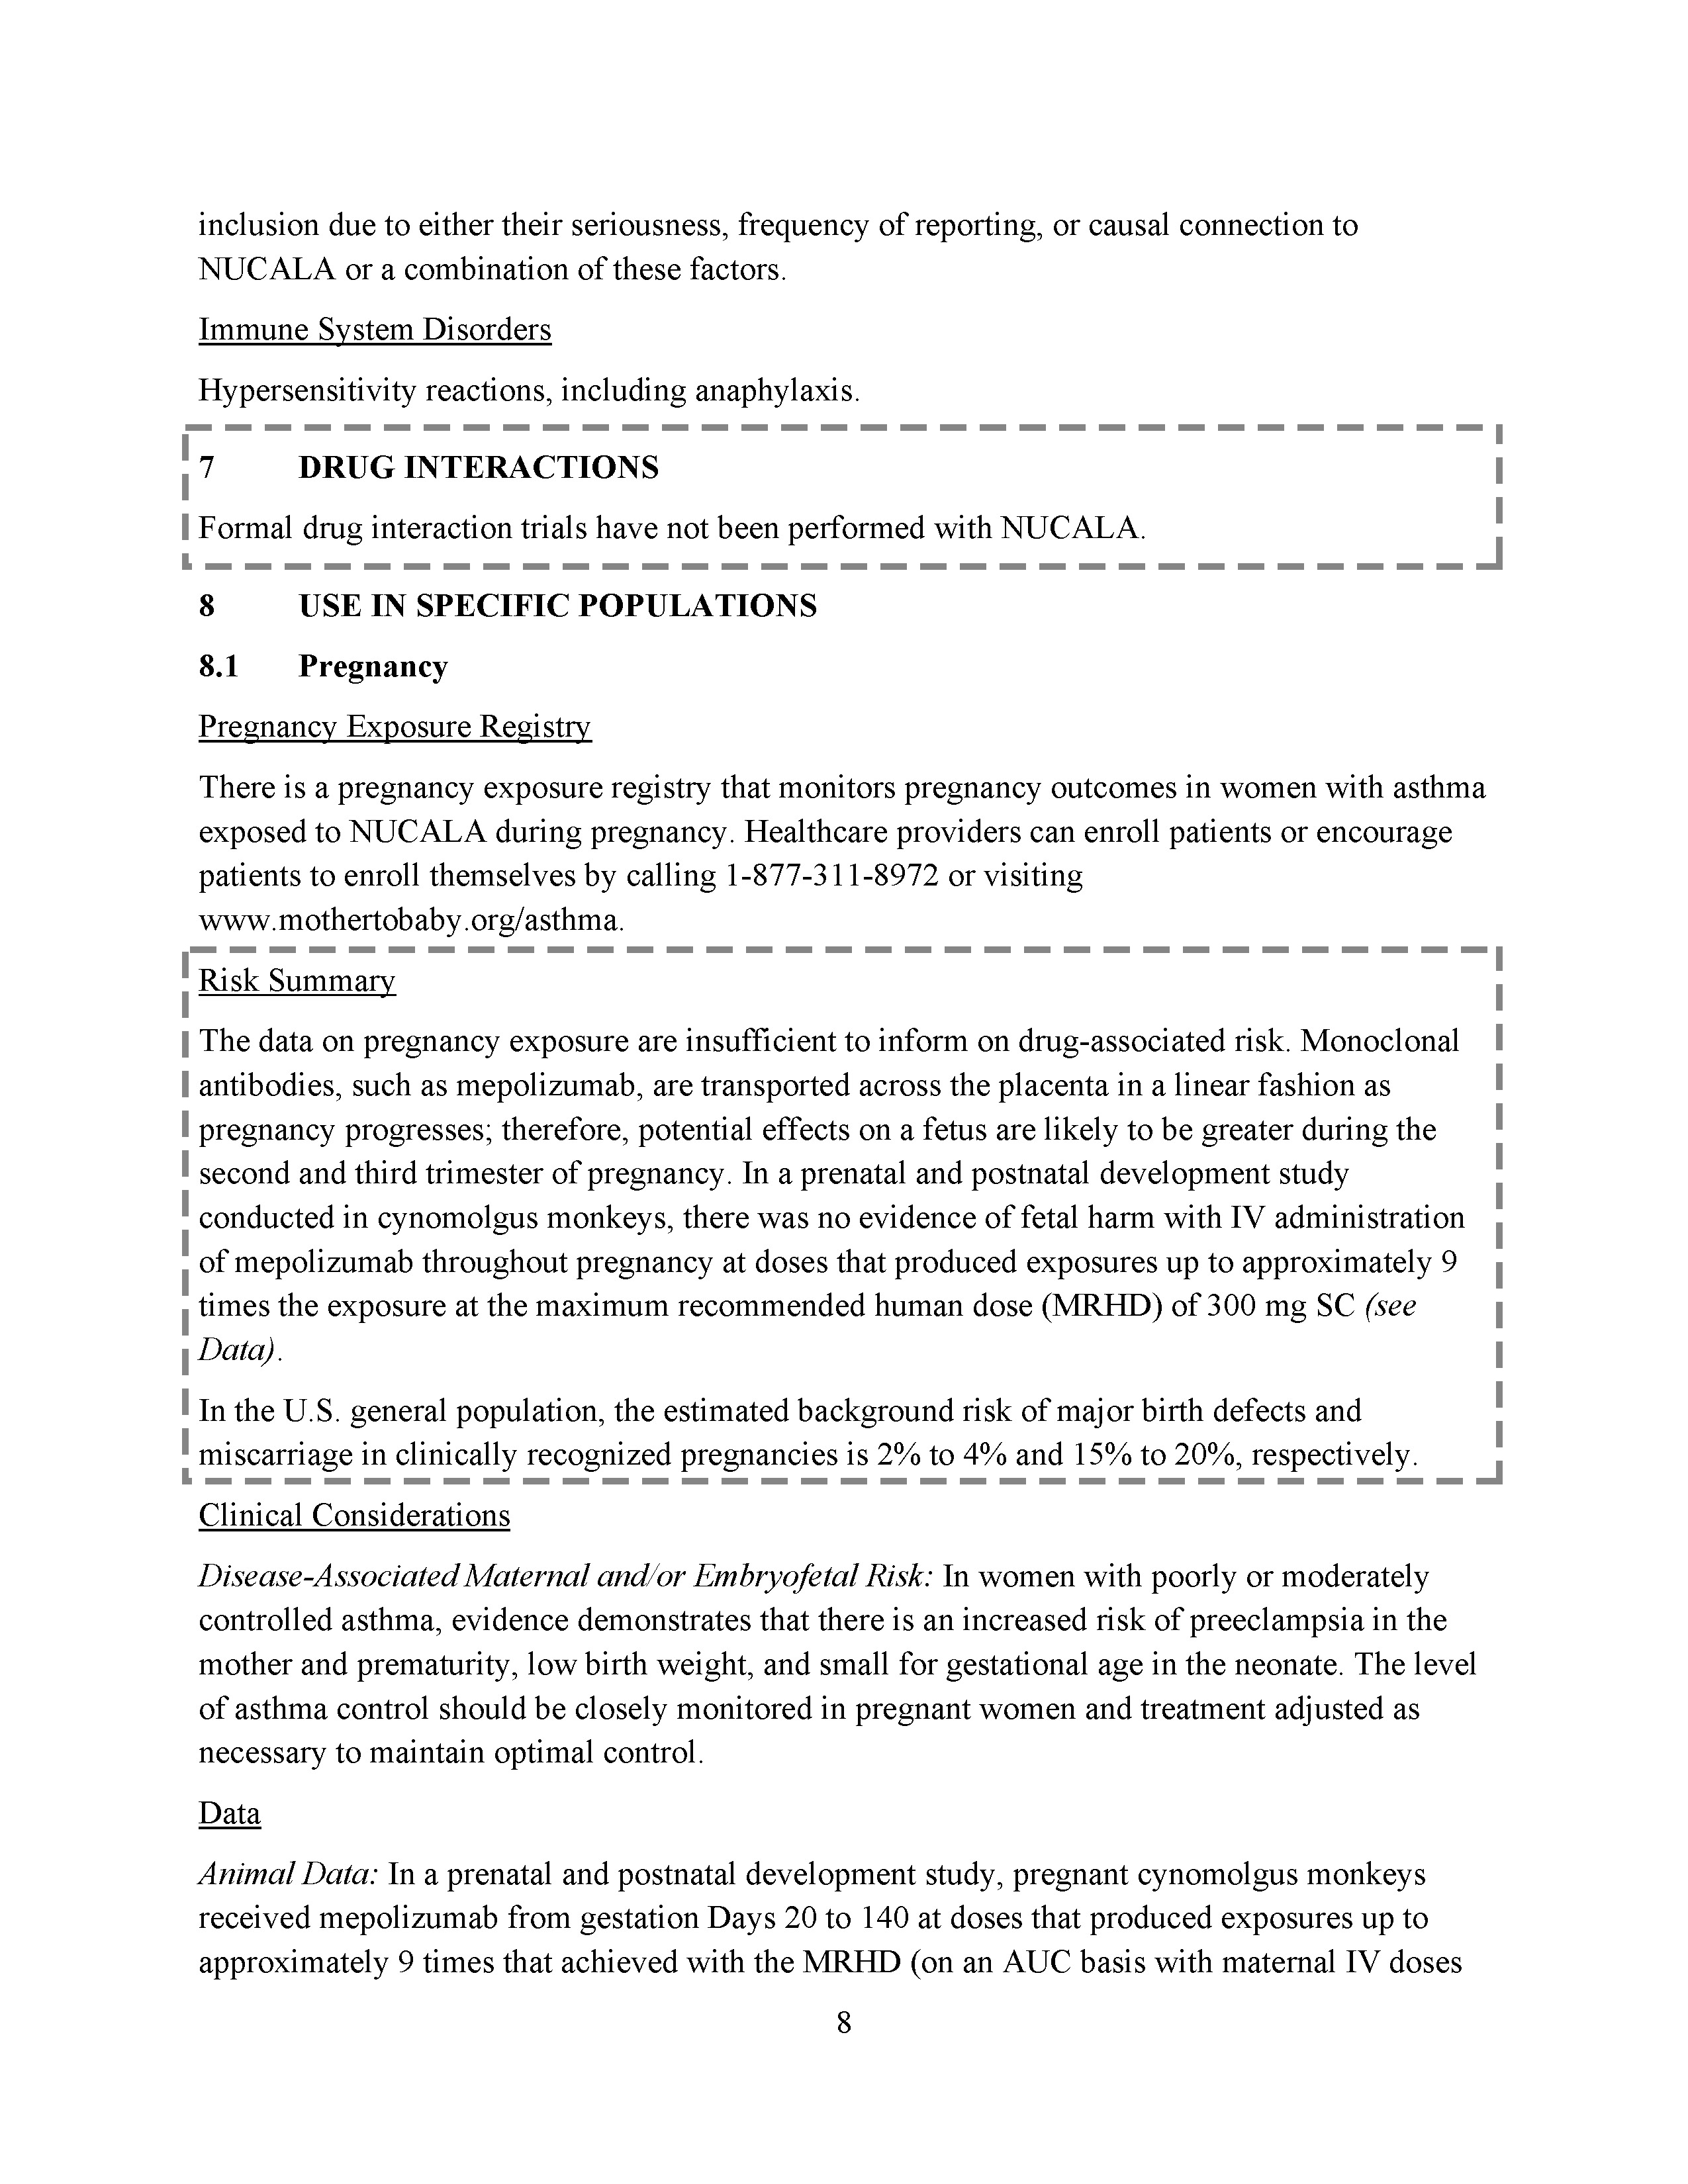 inclusion due to either their seriousness, frequency of reporting, or causal connection to
NUCALA or a combination of these factors.
Immune System Disorders
Hypersensitivity reactions, including anaphylaxis.
7 DRUG INTERACTIONS
Formal drug interaction trials have not been performed with NUCALA.
8 USE IN SPECIFIC POPULATIONS
8.1 Pregnancy
Pregnancy Exposure Registry
There is a pregnancy exposure registry that monitors pregnancy outcomes in women with asthma
exposed to NUCALA during pregnancy. Healthcare providers can enroll patients or encourage
patients to enroll themselves by calling 1-877-311-8972 or visiting
www.mothertobaby.org/asthma.
Risk Summary
The data on pregnancy exposure are insufficient to inform on drug-associated risk. Monoclonal
antibodies, such as mepolizumab, are transported across the placenta in a linear fashion as
pregnancy progresses; therefore, potential effects on a fetus are likely to be greater during the
second and third trimester of pregnancy. In a prenatal and postnatal development study
conducted in cynomolgus monkeys, there was no evidence of fetal harm with IV administration
of mepolizumab throughout pregnancy at doses that produced exposures up to approximately 9
times the exposure at the maximum recommended human dose (MRHD) of 300 mg SC (see
Data).
In the U.S. general population, the estimated background risk of major birth defects and
miscarriage in clinically recognized pregnancies is 2% to 4% and 15% to 20%, respectively.
Clinical Considerations
Disease-Associated Maternal and/or Embryofetal Risk: In women with poorly or moderately
controlled asthma, evidence demonstrates that there is an increased risk of preeclampsia in the
mother and prematurity, low birth weight, and small for gestational age in the neonate. The level
of asthma control should be closely monitored in pregnant women and treatment adjusted as
necessary to maintain optimal control.
Data
Animal Data: In a prenatal and postnatal development study, pregnant cynomolgus monkeys
received mepolizumab from gestation Days 20 to 140 at doses that produced exposures up to
approximately 9 times that achieved with the MRHD (on an AUC basis with maternal IV doses
8